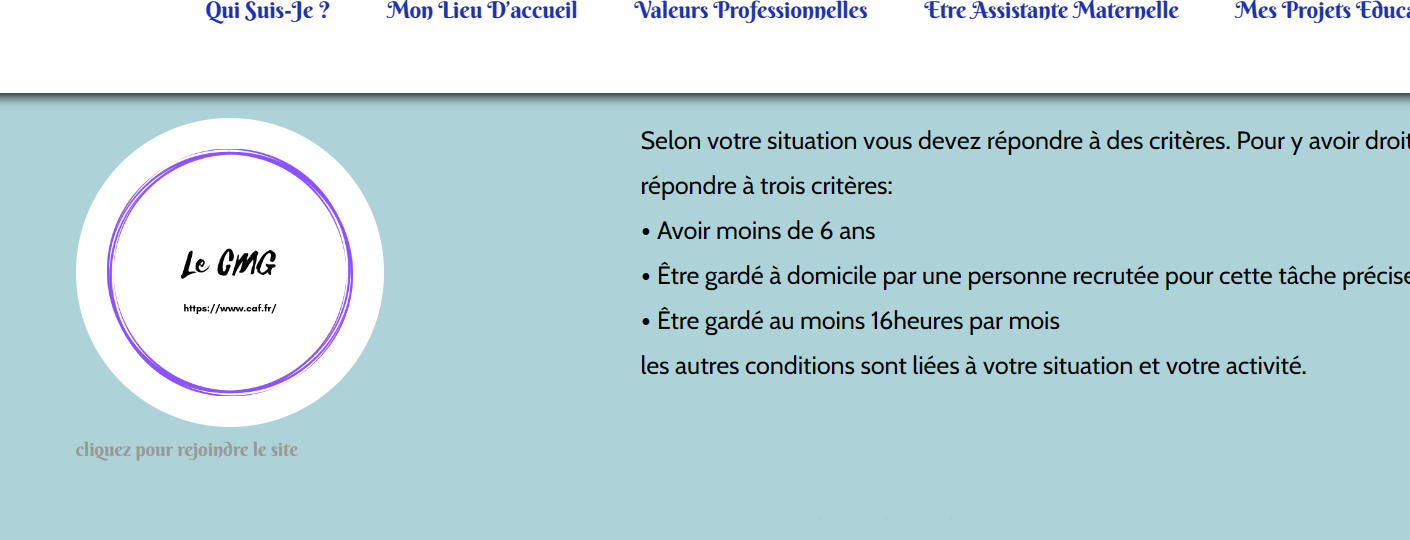 Qui Suis-Je ? Mon Lieu D'accueil Valeurs Professionnelles Etre Assistante Maternelle Mes Projets Educa
Selon votre situation vous devez répondre à des critères. Pour y avoir droit
répondre à trois critères:
• Avoir moins de 6 ans
• Être gardé à domicile par une personne recrutée pour cette tâche précise
• Être gardé au moins 16heures par mois
les autres conditions sont liées à votre situation et votre activité.
Le CMG
https://www.caf.fr/
cliquez pour rejoindre le site